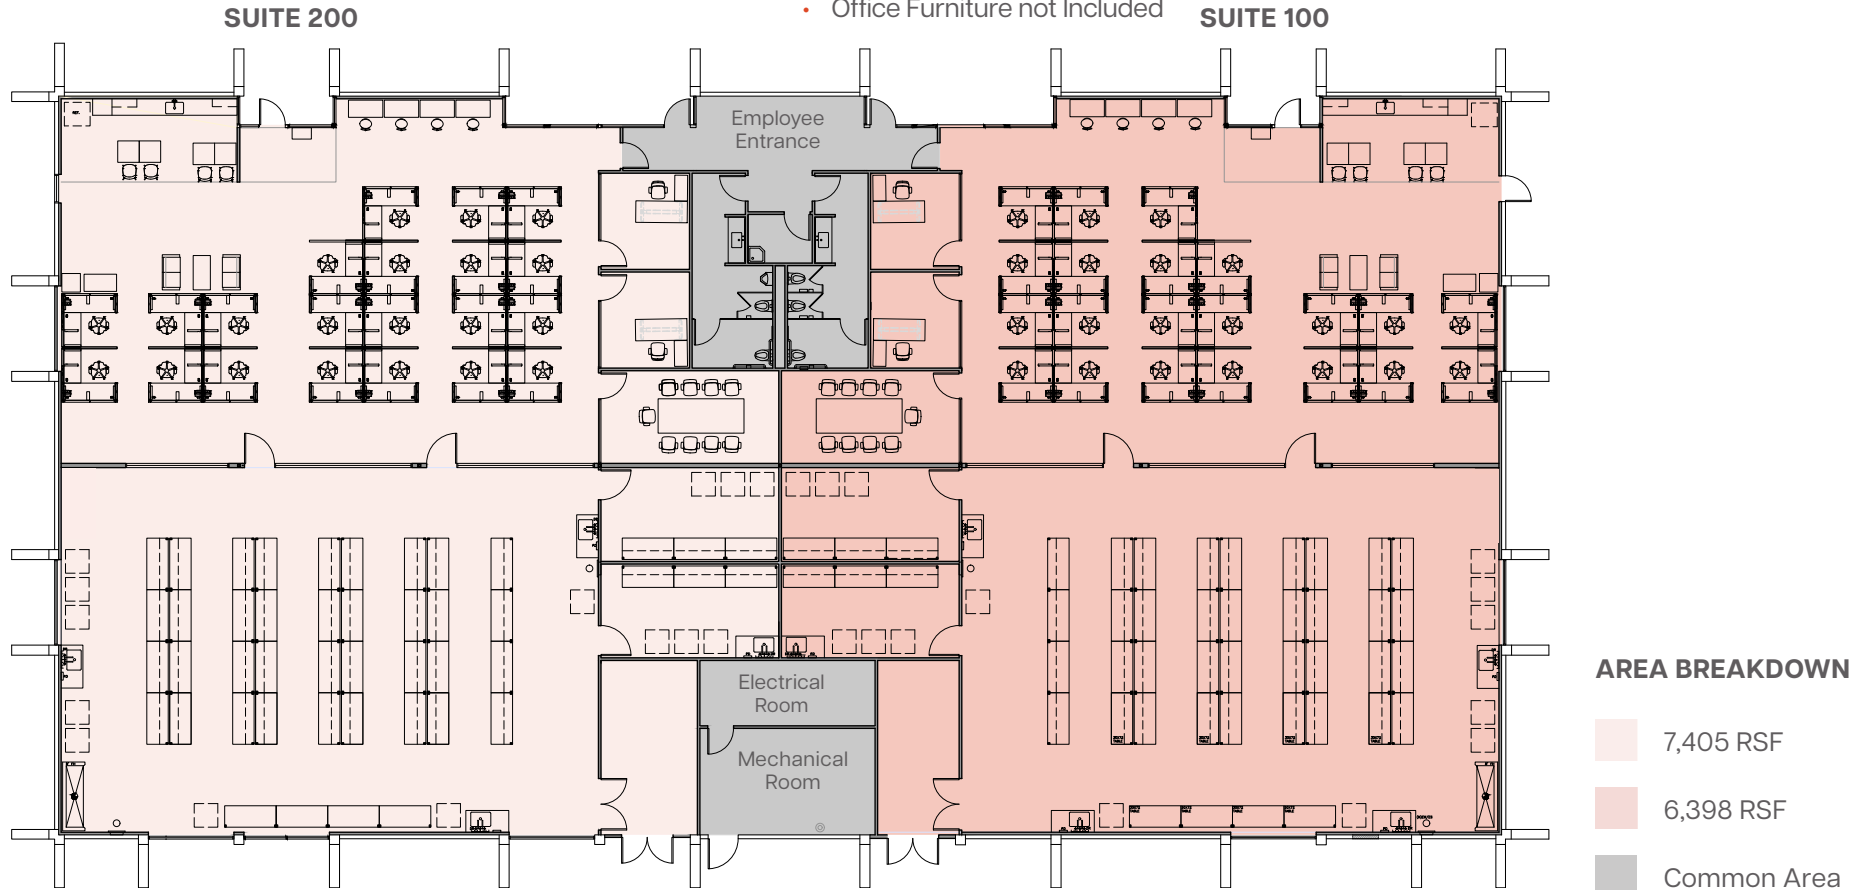 • Office Furniture not Included
SUITE 200
SUITE 100
Employee
Entrance
REF.
Electrical
Room
Mechanical
Room
AREA BREAKDOWN
7,405 RSF
6,398 RSF
Common Area